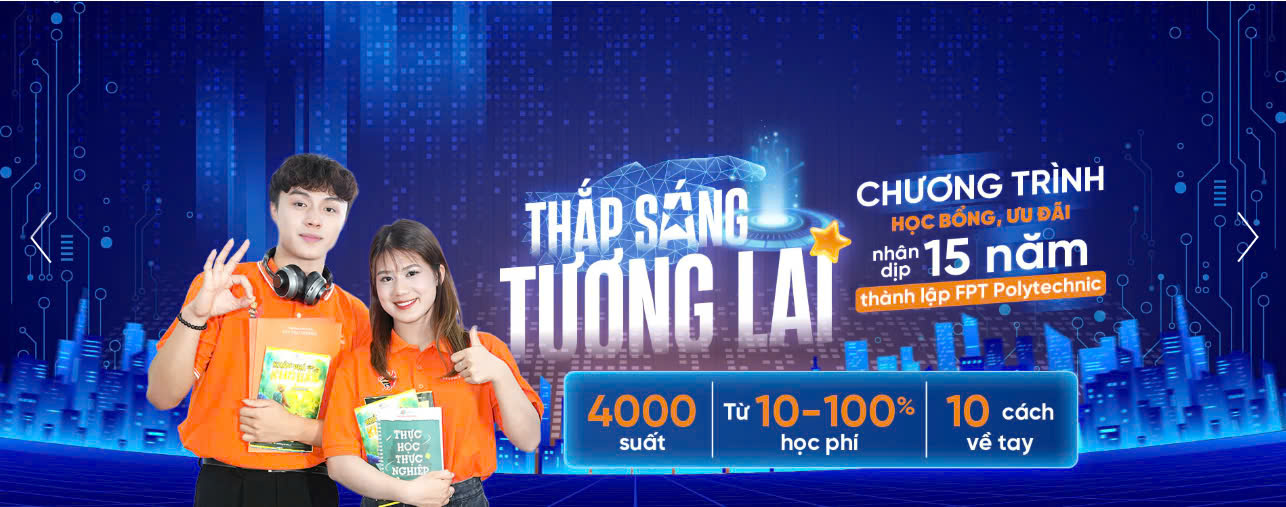 THẮP SÁNG
TƯƠNG LAI
CHƯƠNG TRÌNH
HỌC BỔNG, ƯU ĐÃI
nhân dịp 15 năm
thành lập FPT Polytechnic
4000
suất
Từ 10-100%
học phí
10 cách
về tay
THỰC
HỌC
THỰC
NGHIỆP